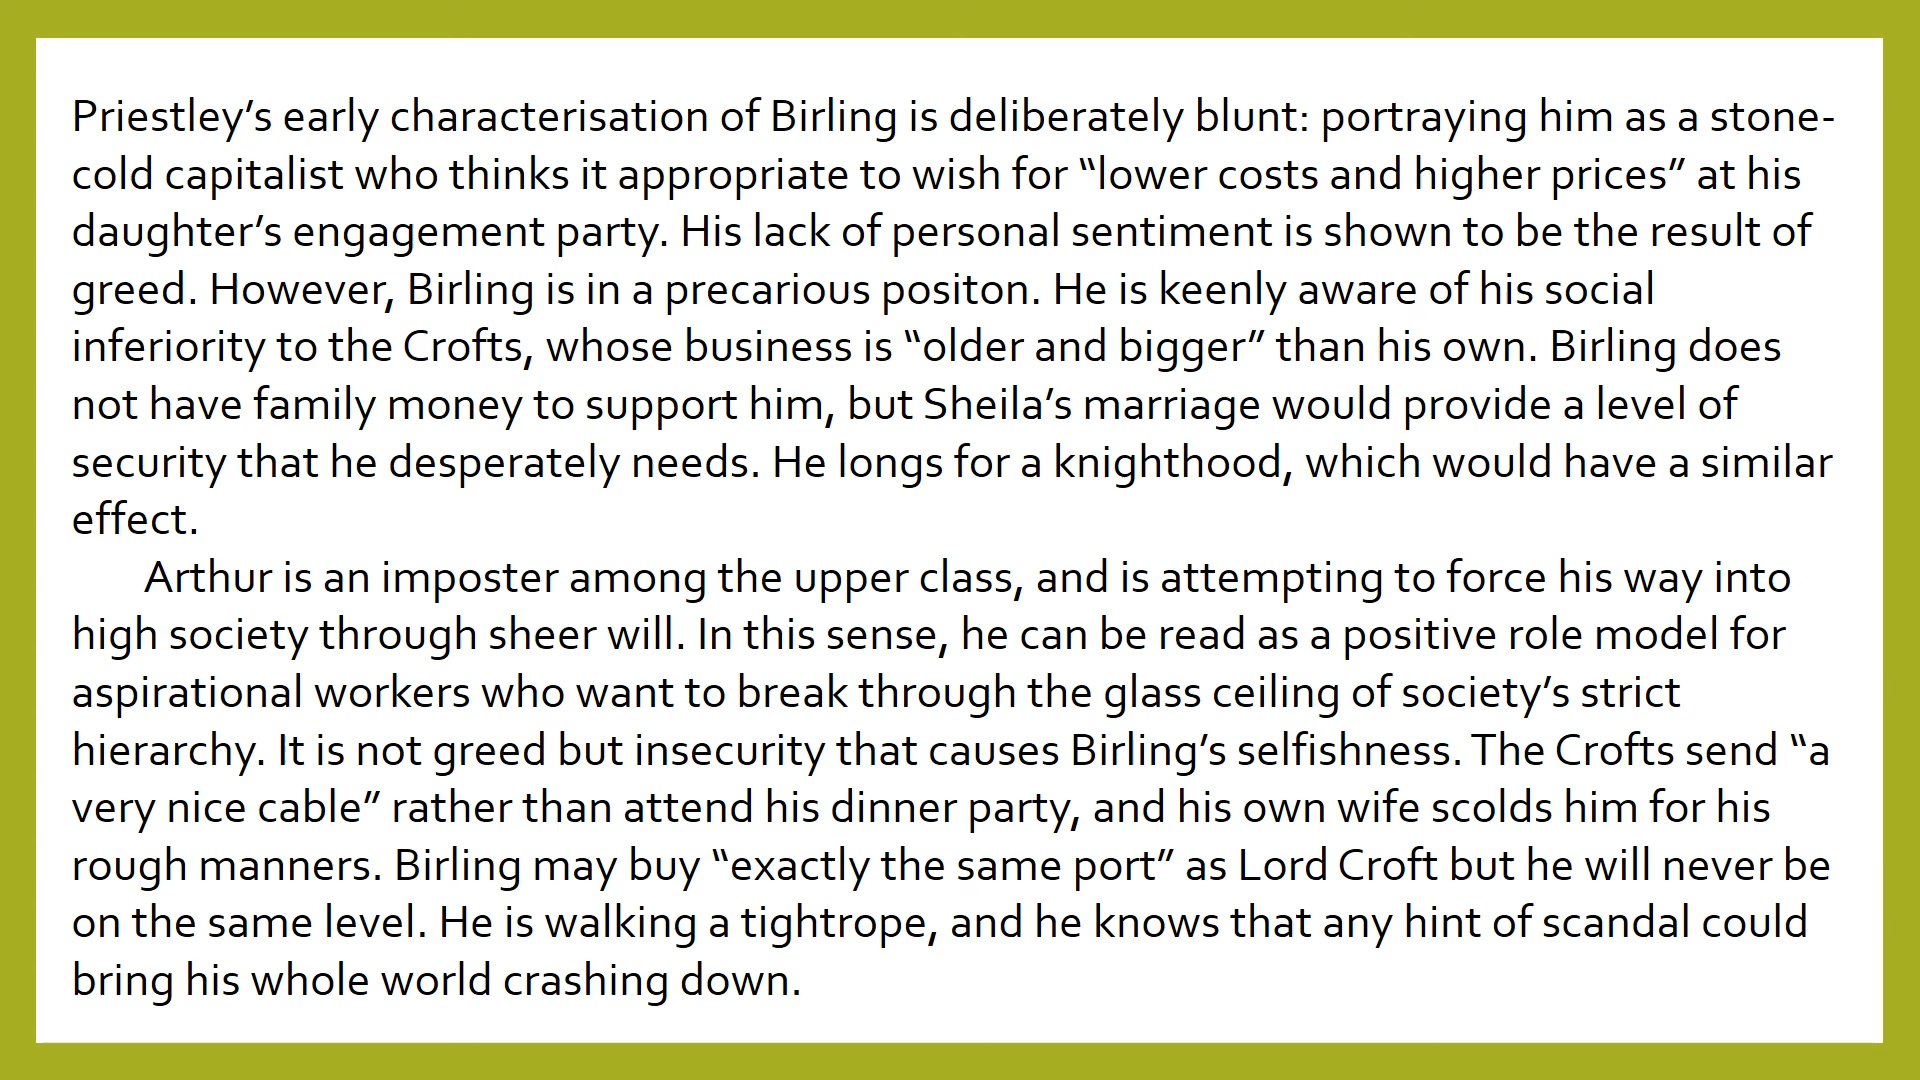 Priestley’s early characterisation of Birling is deliberately blunt: portraying him as a stone-
cold capitalist who thinks it appropriate to wish for “lower costs and higher prices” at his
daughter’s engagement party. His lack of personal sentiment is shown to be the result of
greed. However, Birling is in a precarious positon. He is keenly aware of his social
inferiority to the Crofts, whose business is “older and bigger” than his own. Birling does
not have family money to support him, but Sheila’s marriage would provide a level of
security that he desperately needs. He longs for a knighthood, which would have a similar
effect.
Arthur is an imposter among the upper class, and is attempting to force his way into
high society through sheer will. In this sense, he can be read as a positive role model for
aspirational workers who want to break through the glass ceiling of society’s strict
hierarchy. It is not greed but insecurity that causes Birling’s selfishness. The Crofts send “a
very nice cable” rather than attend his dinner party, and his own wife scolds him for his
rough manners. Birling may buy “exactly the same port” as Lord Croft but he will never be
on the same level. He is walking a tightrope, and he knows that any hint of scandal could
bring his whole world crashing down.